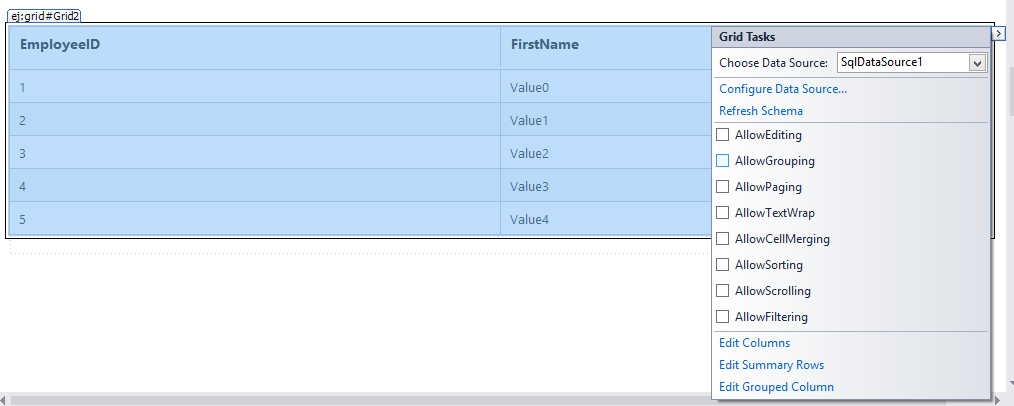 ej:grid#Grid2
EmployeeID FirstName
1 Value0
2 Value1
3 Value2
4 Value3
5 Value4
Grid Tasks
Choose Data Source: SqlDataSource1
Configure Data Source...
Refresh Schema
AllowEditing
AllowGrouping
AllowPaging
AllowTextWrap
AllowCellMerging
AllowSorting
AllowScrolling
AllowFiltering
Edit Columns
Edit Summary Rows
Edit Grouped Column